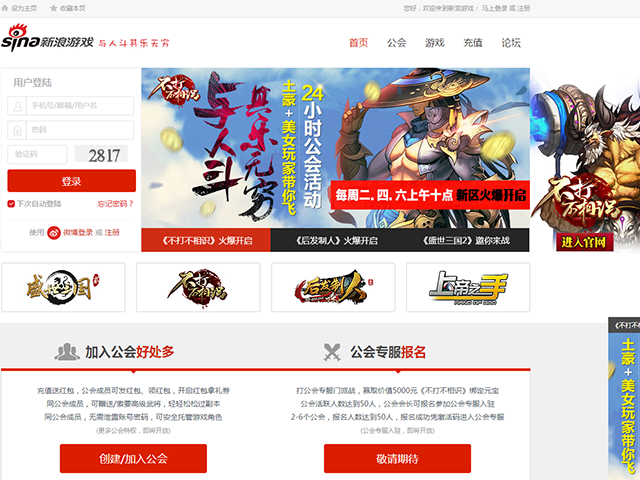 设为主页
收藏本页
您好，欢迎来到新浪游戏： 马上登录 或 注册
sina新浪游戏 与人斗其乐无穷
首页 公会 游戏 充值 论坛
用户登陆
手机号/邮箱/用户名
密码
验证码
2817
登录
下次自动登陆 忘记密码？
使用 微博登录 或 注册
不打不相识
与人斗
其乐无穷
土豪+美女玩家带你飞
24小时公会活动
每周二.四.六上午十点 新区火爆开启
《不打不相识》火爆开启
《后发制人》火爆开启
《盛世三国2》邀你来战
不打不相识
进入官网
盛世三国
不打不相识
后发制人
上帝之手
HAND OF GOD
加入公会好处多
充值送红包，公会成员可发红包、领红包，开启红包拿礼券
同公会成员，可赠送/索要高级武将，轻轻松松过副本
同公会成员，无需泄露账号密码，可安全托管游戏角色
(更多公会特权，即将开放)
创建/加入公会
公会专服报名
打公会专服门派战，赢取价值5000元《不打不相识》绑定元宝
公会活跃人数达到50人，公会会长可报名参加公会专服入驻
2-6个公会，报名人数达到50人，报名成功凭激活码进入公会专服
(公会专服入驻，即将开放)
敬请期待
《不打不相
土豪+美女玩家带你飞